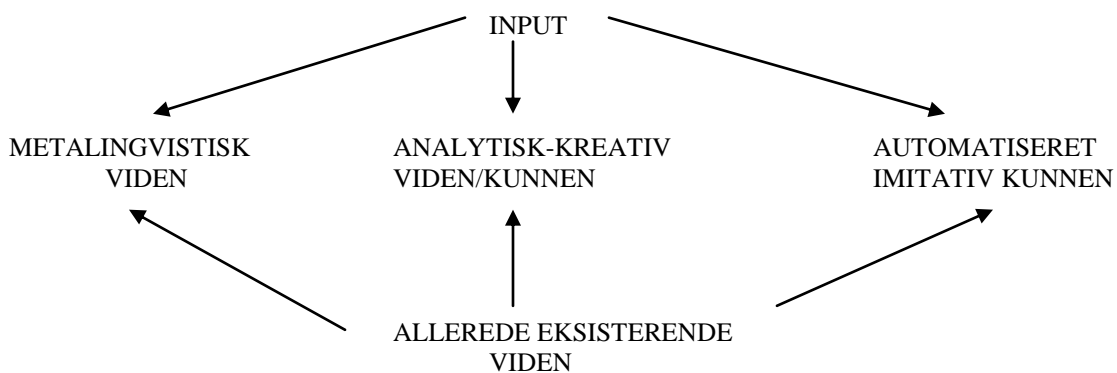 INPUT
METALINGVISTISK
VIDEN
ANALYTISK-KREATIV
VIDEN/KUNNEN
AUTOMATISERET
IMITATIV KUNNEN
ALLEREDE EKSISTERENDE
VIDEN